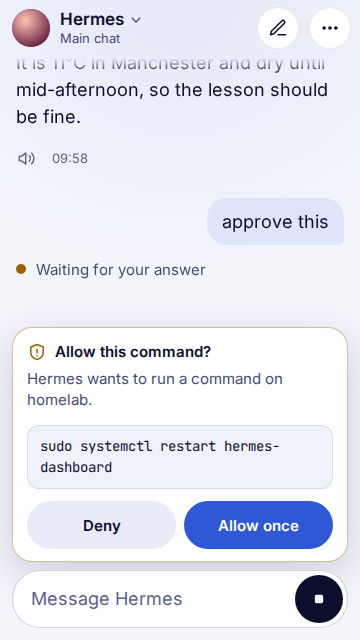 Hermes
Main chat
It is 11°C in Manchester and dry until
mid-afternoon, so the lesson should
be fine.
09:58
approve this
Waiting for your answer
Allow this command?
Hermes wants to run a command on
homelab.
sudo systemctl restart hermes-
dashboard
Deny
Allow once
Message Hermes